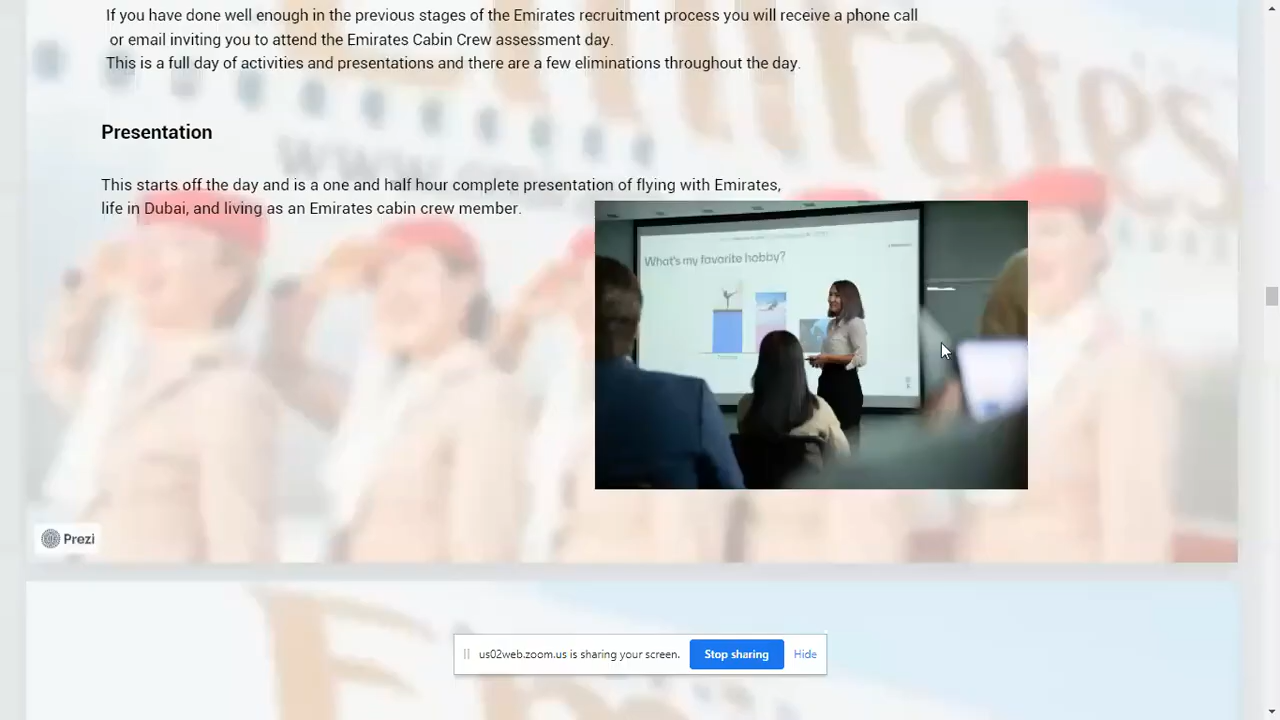 If you have done well enough in the previous stages of the Emirates recruitment process you will receive a phone call
or email inviting you to attend the Emirates Cabin Crew assessment day.
This is a full day of activities and presentations and there are a few eliminations throughout the day.
Presentation
This starts off the day and is a one and half hour complete presentation of flying with Emirates,
life in Dubai, and living as an Emirates cabin crew member.
What's my favorite hobby?
Prezi
us02web.zoom.us is sharing your screen. Stop sharing Hide